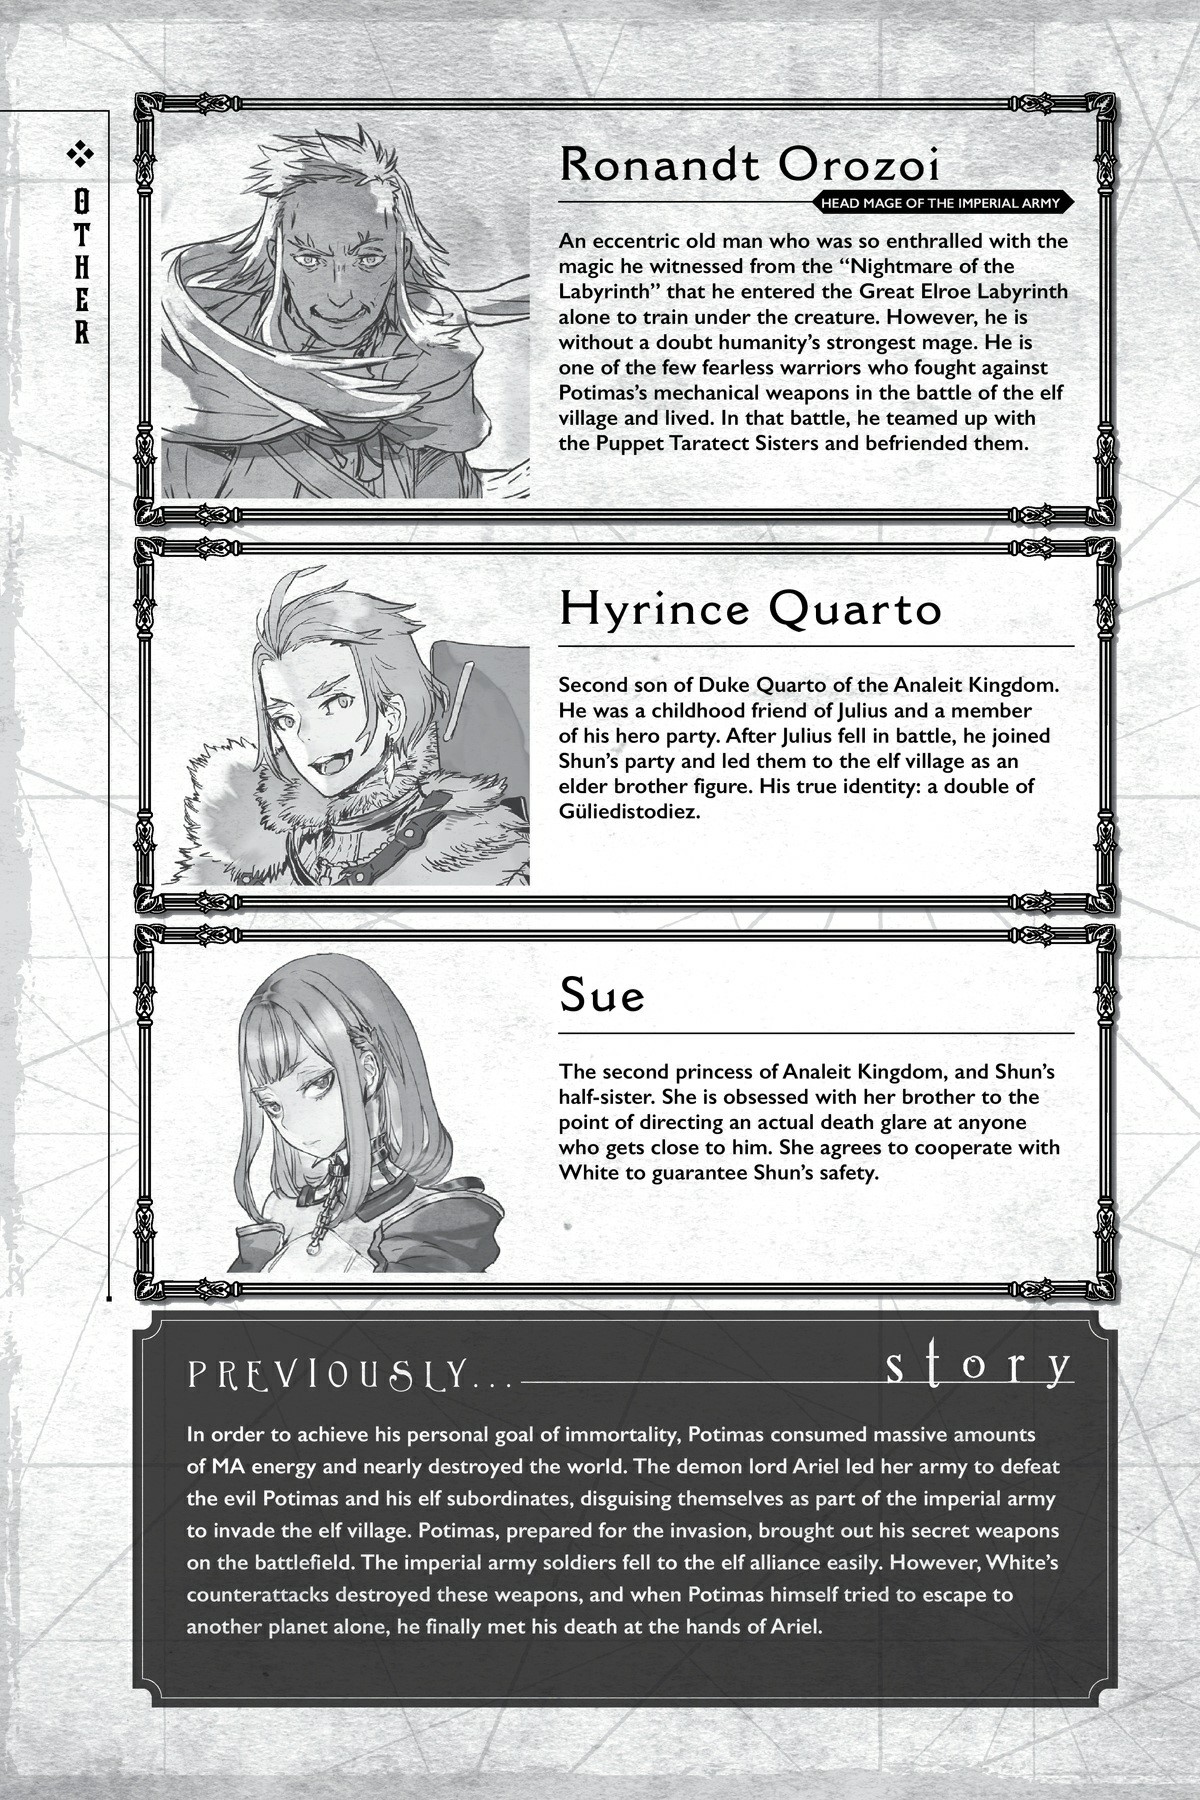 OTHER
Ronandt Orozoi
HEAD MAGE OF THE IMPERIAL ARMY
An eccentric old man who was so enthralled with the
magic he witnessed from the “Nightmare of the
Labyrinth” that he entered the Great Elroe Labyrinth
alone to train under the creature. However, he is
without a doubt humanity’s strongest mage. He is
one of the few fearless warriors who fought against
Potimas’s mechanical weapons in the battle of the elf
village and lived. In that battle, he teamed up with
the Puppet Taratect Sisters and befriended them.
Hyrince Quarto
Second son of Duke Quarto of the Analeit Kingdom.
He was a childhood friend of Julius and a member
of his hero party. After Julius fell in battle, he joined
Shun’s party and led them to the elf village as an
elder brother figure. His true identity: a double of
Güliedistodiez.
Sue
The second princess of Analeit Kingdom, and Shun’s
half-sister. She is obsessed with her brother to the
point of directing an actual death glare at anyone
who gets close to him. She agrees to cooperate with
White to guarantee Shun’s safety.
PREVIOUSLY...
story
In order to achieve his personal goal of immortality, Potimas consumed massive amounts
of MA energy and nearly destroyed the world. The demon lord Ariel led her army to defeat
the evil Potimas and his elf subordinates, disguising themselves as part of the imperial army
to invade the elf village. Potimas, prepared for the invasion, brought out his secret weapons
on the battlefield. The imperial army soldiers fell to the elf alliance easily. However, White’s
counterattacks destroyed these weapons, and when Potimas himself tried to escape to
another planet alone, he finally met his death at the hands of Ariel.